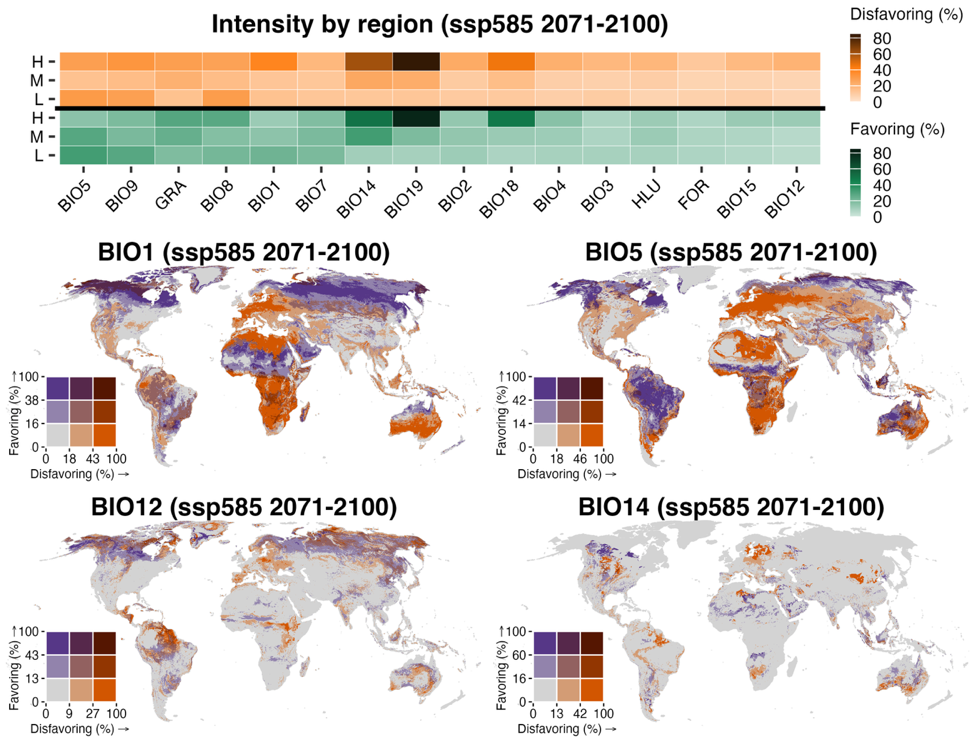 Intensity by region (ssp585 2071-2100)
Disfavoring (%)
80
60
40
20
0
H
M
L
H
M
L
Favoring (%)
80
60
40
20
0
BIO5 BIO9 GRA BIO8 BIO1 BIO7 BIO14 BIO19 BIO2 BIO18 BIO4 BIO3 HLU FOR BIO15 BIO12
BIO1 (ssp585 2071-2100)
↑100
38
16
0
Favoring (%)
0 18 43 100
Disfavoring (%) →
BIO5 (ssp585 2071-2100)
↑100
42
14
0
Favoring (%)
0 18 46 100
Disfavoring (%) →
BIO12 (ssp585 2071-2100)
↑100
43
13
0
Favoring (%)
0 9 27 100
Disfavoring (%) →
BIO14 (ssp585 2071-2100)
↑100
60
16
0
Favoring (%)
0 13 42 100
Disfavoring (%) →